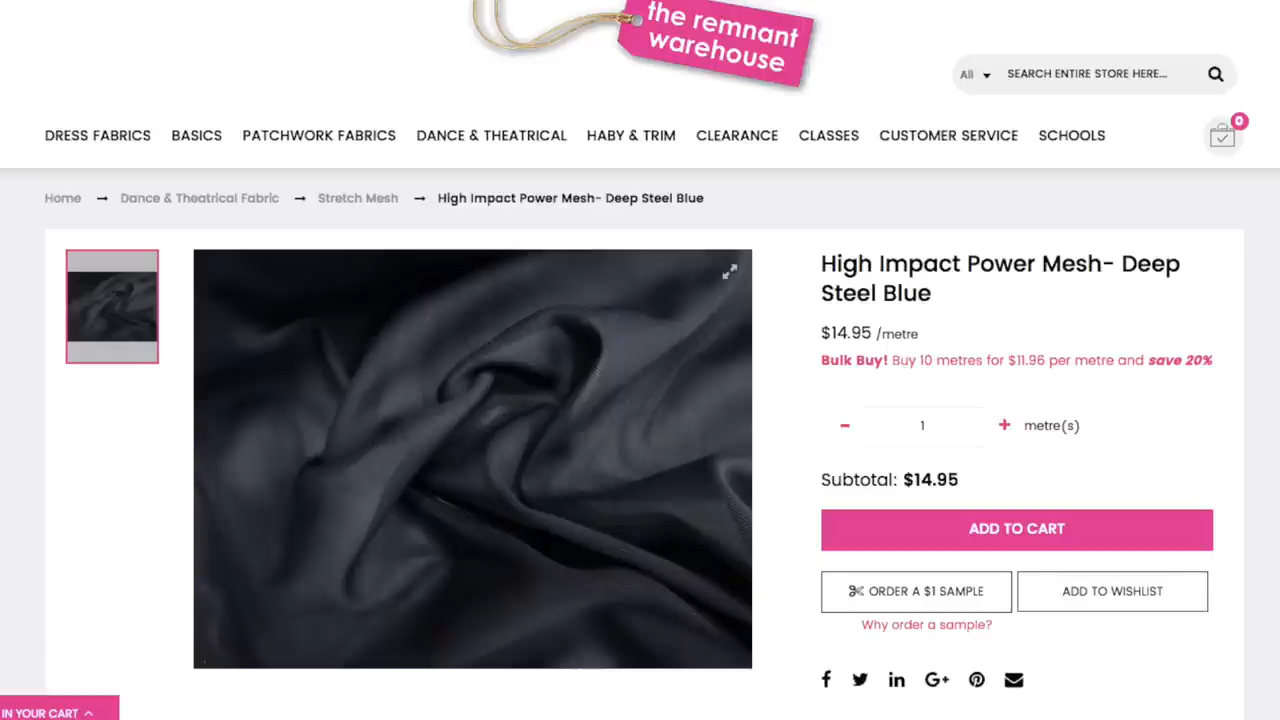 the remnant
warehouse
All
SEARCH ENTIRE STORE HERE...
DRESS FABRICS BASICS PATCHWORK FABRICS DANCE & THEATRICAL HABY & TRIM CLEARANCE CLASSES CUSTOMER SERVICE SCHOOLS
0
Home → Dance & Theatrical Fabric → Stretch Mesh → High Impact Power Mesh- Deep Steel Blue
High Impact Power Mesh- Deep
Steel Blue
$14.95 /metre
Bulk Buy! Buy 10 metres for $11.96 per metre and save 20%
- 1 + metre(s)
Subtotal: $14.95
ADD TO CART
ORDER A $1 SAMPLE
ADD TO WISHLIST
Why order a sample?
IN YOUR CART